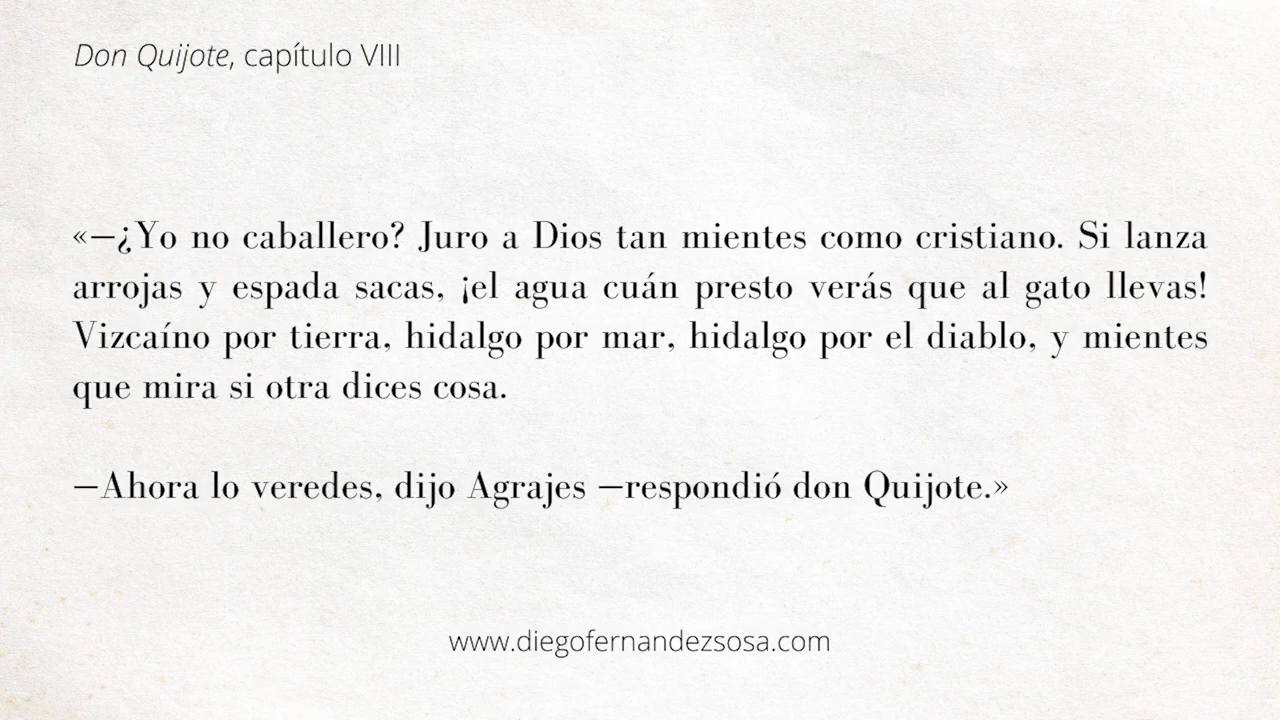 Don Quijote, capítulo VIII
«—¿Yo no caballero? Juro a Dios tan mientes como cristiano. Si lanza
arrojas y espada sacas, ¡el agua cuán presto verás que al gato llevas!
Vizcaíno por tierra, hidalgo por mar, hidalgo por el diablo, y mientes
que mira si otra dices cosa.
—Ahora lo veredes, dijo Agrajes —respondió don Quijote.»
www.diegofernandezsosa.com